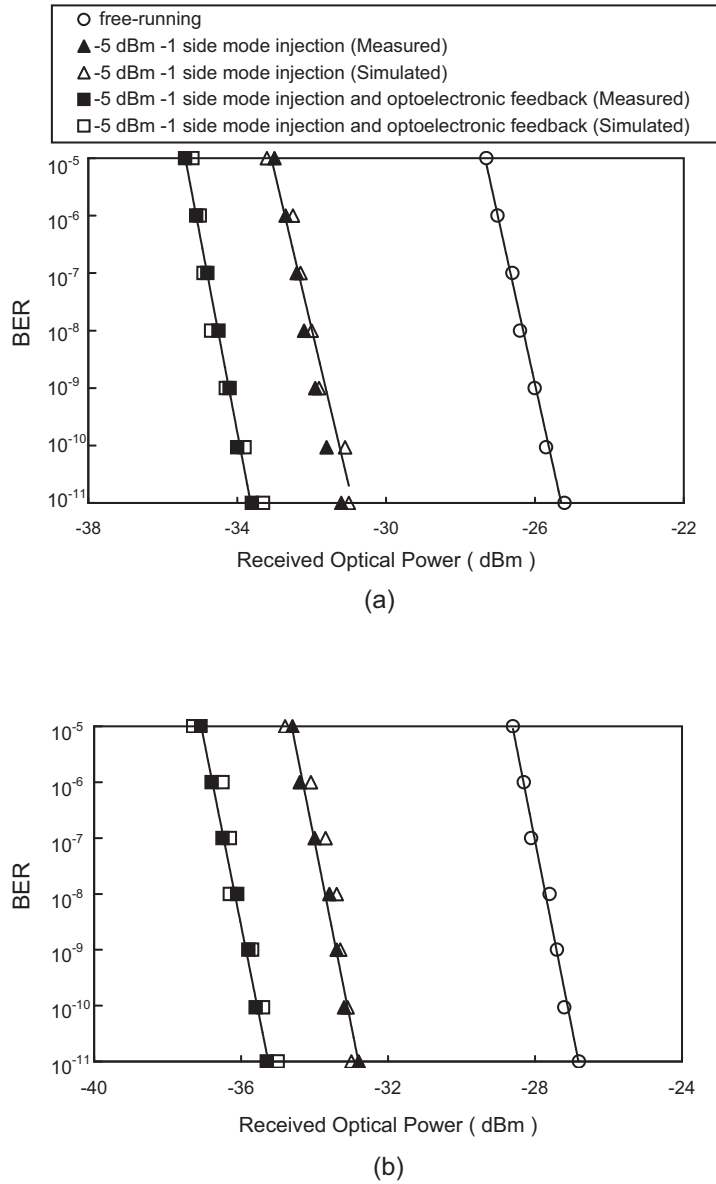 free-running
-5 dBm -1 side mode injection (Measured)
-5 dBm -1 side mode injection (Simulated)
-5 dBm -1 side mode injection and optoelectronic feedback (Measured)
-5 dBm -1 side mode injection and optoelectronic feedback (Simulated)
BER
10⁻⁵
10⁻⁶
10⁻⁷
10⁻⁸
10⁻⁹
10⁻¹⁰
10⁻¹¹
-38 -34 -30 -26 -22
Received Optical Power ( dBm )
(a)
BER
10⁻⁵
10⁻⁶
10⁻⁷
10⁻⁸
10⁻⁹
10⁻¹⁰
10⁻¹¹
-40 -36 -32 -28 -24
Received Optical Power ( dBm )
(b)